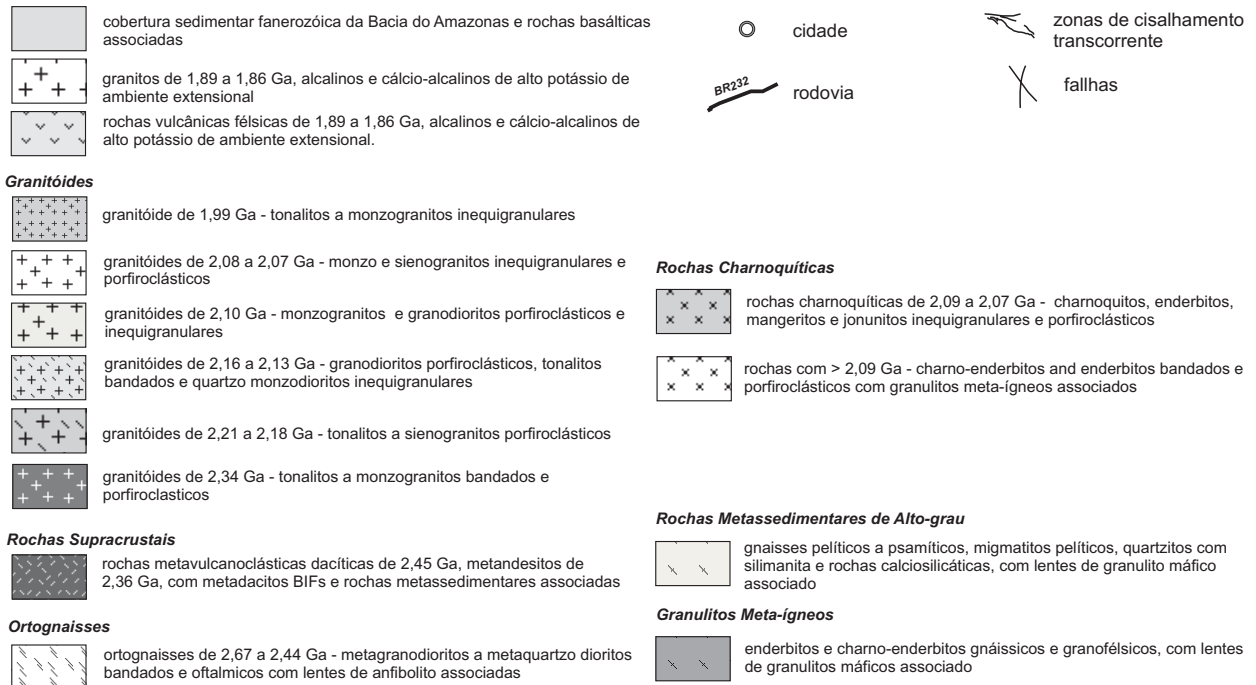 cobertura sedimentar fanerozóica da Bacia do Amazonas e rochas basálticas
associadas
granitos de 1,89 a 1,86 Ga, alcalinos e cálcio-alcalinos de alto potássio de
ambiente extensional
rochas vulcânicas félsicas de 1,89 a 1,86 Ga, alcalinos e cálcio-alcalinos de
alto potássio de ambiente extensional.
cidade
BR232
rodovia
zonas de cisalhamento
transcorrente
fallhas
Granitóides
granitóide de 1,99 Ga - tonalitos a monzogranitos inequigranulares
granitóides de 2,08 a 2,07 Ga - monzo e sienogranitos inequigranulares e
porfiroclásticos
granitóides de 2,10 Ga - monzogranitos e granodioritos porfiroclásticos e
inequigranulares
granitóides de 2,16 a 2,13 Ga - granodioritos porfiroclásticos, tonalitos
bandados e quartzo monzodioritos inequigranulares
granitóides de 2,21 a 2,18 Ga - tonalitos a sienogranitos porfiroclásticos
granitóides de 2,34 Ga - tonalitos a monzogranitos bandados e
porfiroclasticos
Rochas Supracrustais
rochas metavulcanoclásticas dacíticas de 2,45 Ga, metandesitos de
2,36 Ga, com metadacitos BIFs e rochas metassedimentares associadas
Ortognaisses
ortognaisses de 2,67 a 2,44 Ga - metagranodioritos a metaquartzo dioritos
bandados e oftalmicos com lentes de anfibolito associadas
Rochas Charnoquíticas
rochas charnoquíticas de 2,09 a 2,07 Ga - charnoquitos, enderbitos,
mangeritos e jonunitos inequigranulares e porfiroclásticos
rochas com > 2,09 Ga - charno-enderbitos and enderbitos bandados e
porfiroclásticos com granulitos meta-ígneos associados
Rochas Metassedimentares de Alto-grau
gnaisses pelíticos a psamíticos, migmatitos pelíticos, quartzitos com
silimanita e rochas calciosilicáticas, com lentes de granulito máfico
associado
Granulitos Meta-ígneos
enderbitos e charno-enderbitos gnáissicos e granofélsicos, com lentes
de granulitos máficos associado